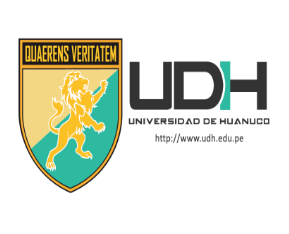 QUAERENS VERITATEM
UDH
UNIVERSIDAD DE HUANUCO
http://www.udh.edu.pe